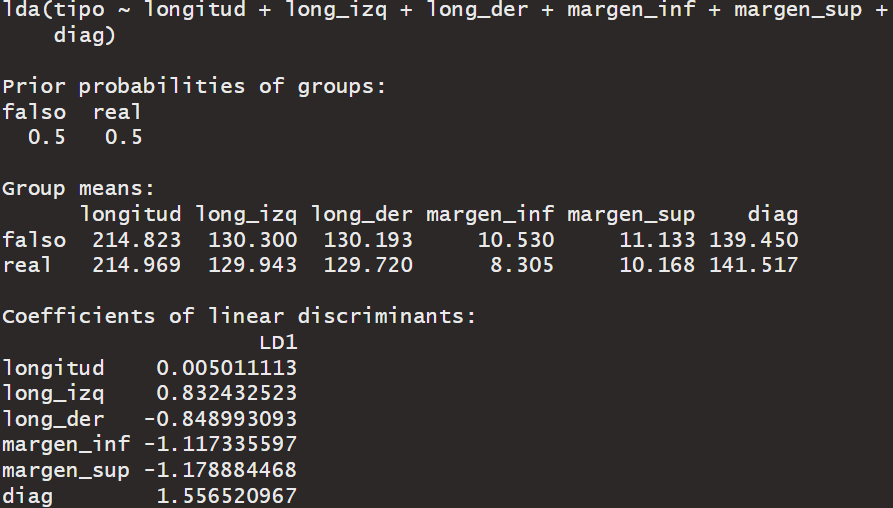 lda(tipo ~ longitud + long_izq + long_der + margen_inf + margen_sup +
    diag)

Prior probabilities of groups:
falso  real
  0.5   0.5

Group means:
      longitud long_izq long_der margen_inf margen_sup    diag
falso  214.823  130.300  130.193     10.530     11.133 139.450
real   214.969  129.943  129.720      8.305     10.168 141.517

Coefficients of linear discriminants:
                    LD1
longitud    0.005011113
long_izq    0.832432523
long_der   -0.848993093
margen_inf -1.117335597
margen_sup -1.178884468
diag        1.556520967